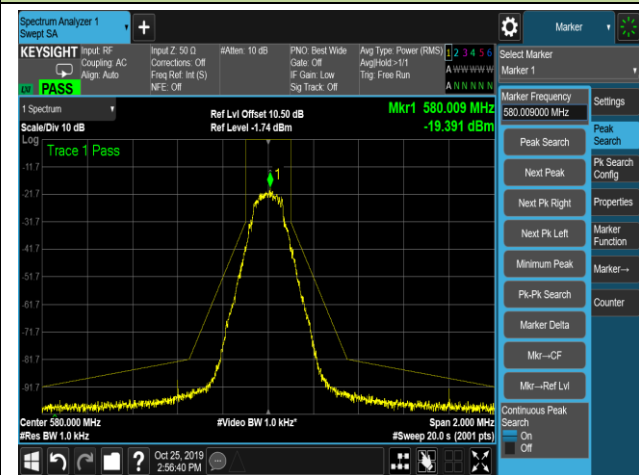 Spectrum Analyzer 1
Swept SA
Marker
KEYSIGHT
Input: RF
Coupling: AC
Align: Auto
Input Z: 50 Ω
Corrections: Off
Freq Ref: Int (S)
NFE: Off
#Atten: 10 dB
PNO: Best Wide
Gate: Off
IF Gain: Low
Sig Track: Off
Avg Type: Power (RMS)
Avg|Hold:>1/1
Trig: Free Run
1 2 3 4 5 6
A W W W W W
A N N N N N
LXI
PASS
Select Marker
Marker 1
1 Spectrum
Scale/Div 10 dB
Log
Ref Lvl Offset 10.50 dB
Ref Level -1.74 dBm
Mkr1 580.009 MHz
-19.391 dBm
Trace 1 Pass
1
-11.7
-21.7
-31.7
-41.7
-51.7
-61.7
-71.7
-81.7
-91.7
Center 580.000 MHz
#Res BW 1.0 kHz
#Video BW 1.0 kHz*
Span 2.000 MHz
#Sweep 20.0 s (2001 pts)
Marker Frequency
580.009000 MHz
Peak Search
Next Peak
Next Pk Right
Next Pk Left
Minimum Peak
Pk-Pk Search
Marker Delta
Mkr→CF
Mkr→Ref Lvl
Continuous Peak
Search
On
Off
Settings
Peak
Search
Pk Search
Config
Properties
Marker
Function
Marker→
Counter
Oct 25, 2019
2:56:40 PM